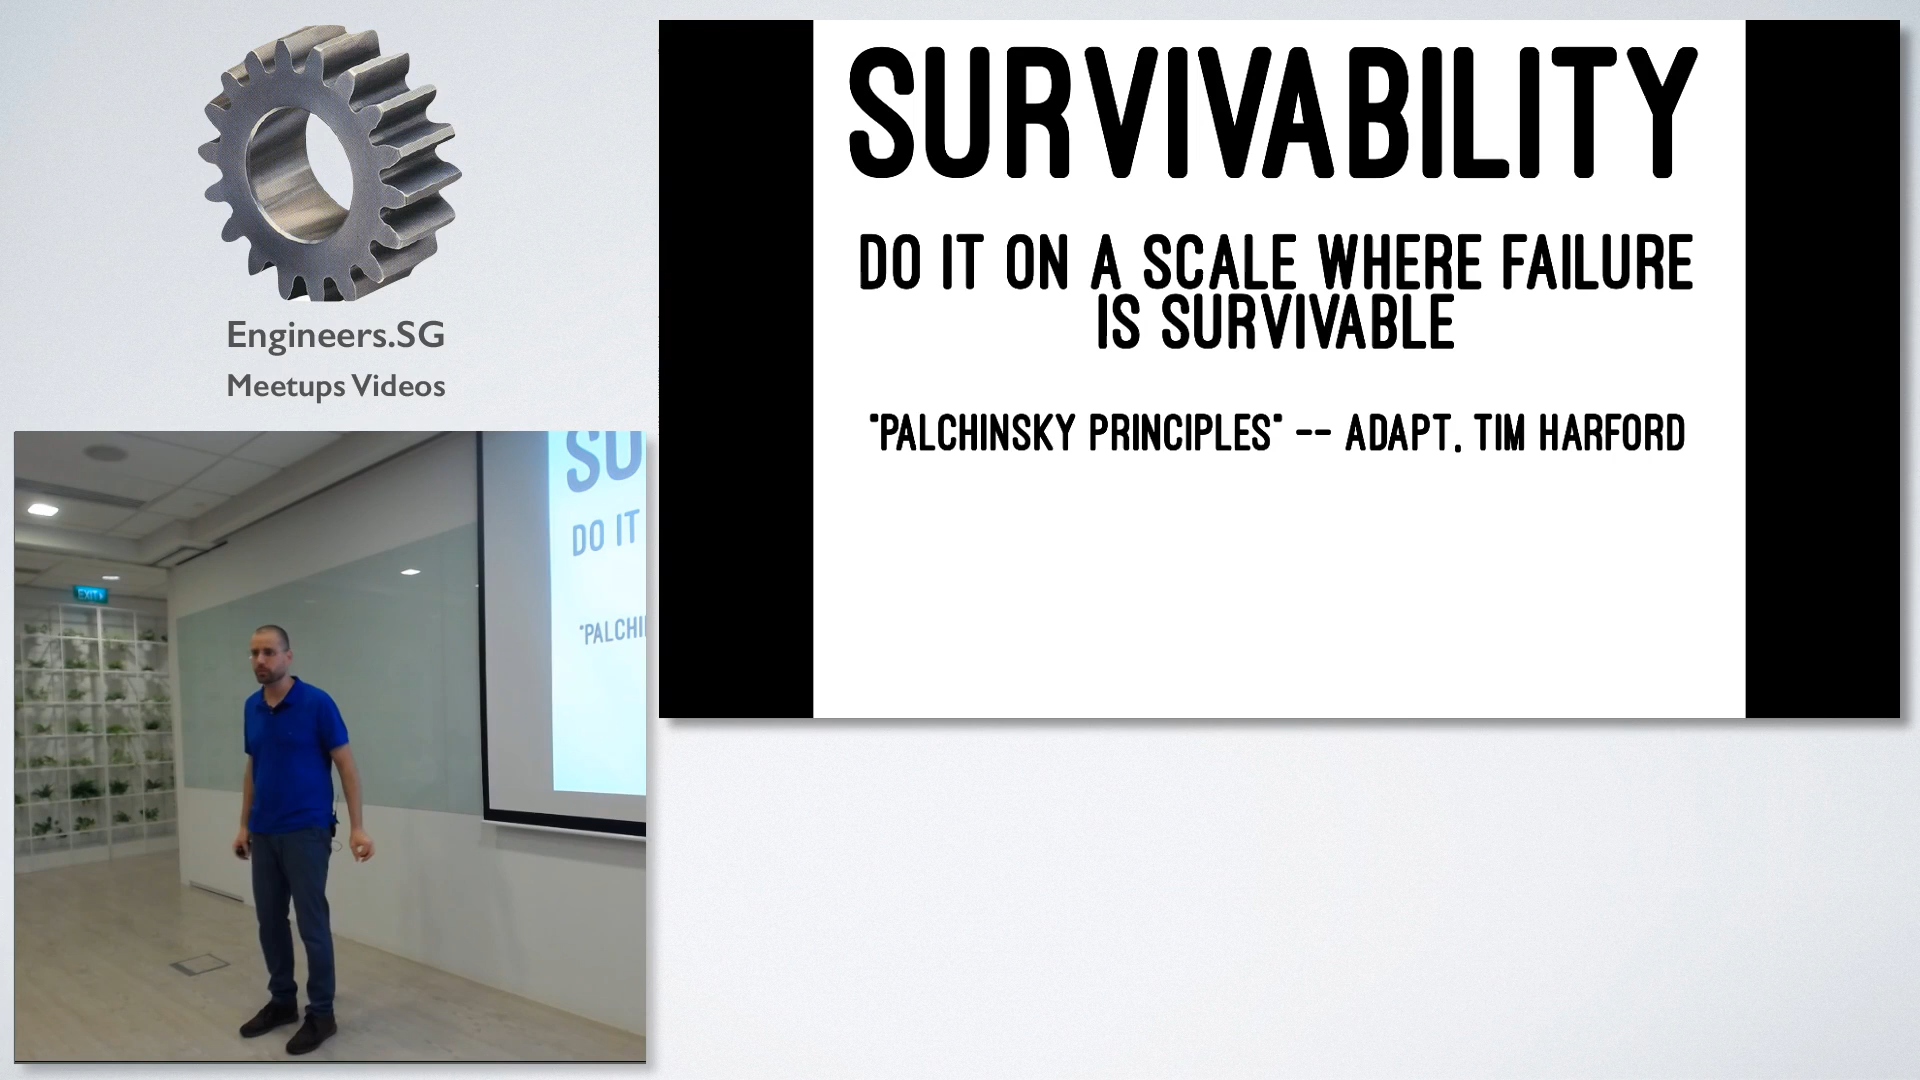 Engineers.SG
Meetups Videos
SURVIVABILITY
DO IT ON A SCALE WHERE FAILURE
IS SURVIVABLE
"PALCHINSKY PRINCIPLES" -- ADAPT, TIM HARFORD
EXIT
SU
DO IT
"PALCHI